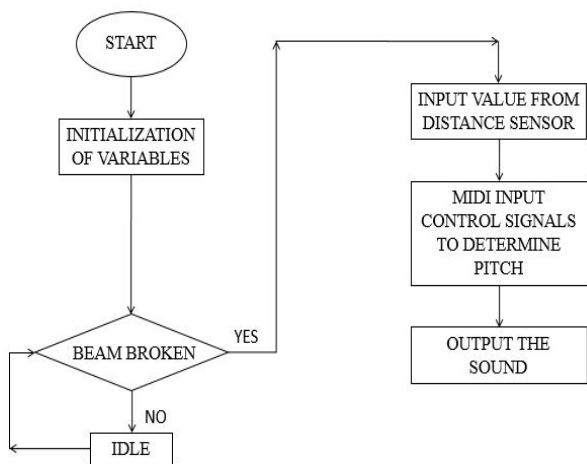 START
INITIALIZATION
OF VARIABLES
BEAM BROKEN
YES
NO
IDLE
INPUT VALUE FROM
DISTANCE SENSOR
MIDI INPUT
CONTROL SIGNALS
TO DETERMINE
PITCH
OUTPUT THE
SOUND